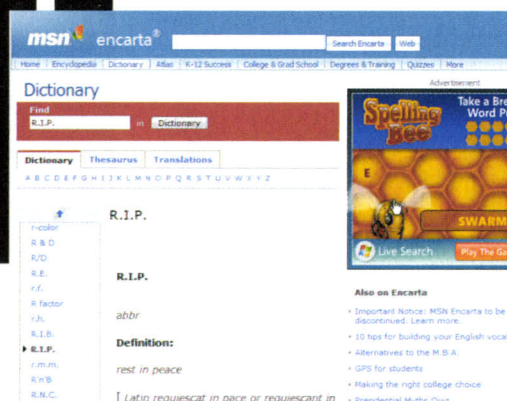 msn encarta®
Search Encarta Web
Home Encyclopedia Dictionary Atlas K-12 Success College & Grad School Degrees & Training Quizzes More
Dictionary
Advertisement
Find
R.I.P. in Dictionary
Spelling Bee
Take a Bre
Word P
E
SWARM
Live Search Play The Ga
Dictionary Thesaurus Translations
A B C D E F G H I J K L M N O P Q R S T U V W X Y Z
R.I.P.
r-color
R & D
R/D
R.E.
r.f.
R factor
r.h.
R.I.B.
R.I.P.
r.m.m.
R'n'B
R.N.C.
R.I.P.
abbr
Definition:
rest in peace
[ Latin requiescat in pace or requiescant in
Also on Encarta
Important Notice: MSN Encarta to be
discontinued. Learn more.
10 tips for building your English vocal
Alternatives to the M.B.A.
GPS for students
Making the right college choice
Presidential Myths Quiz